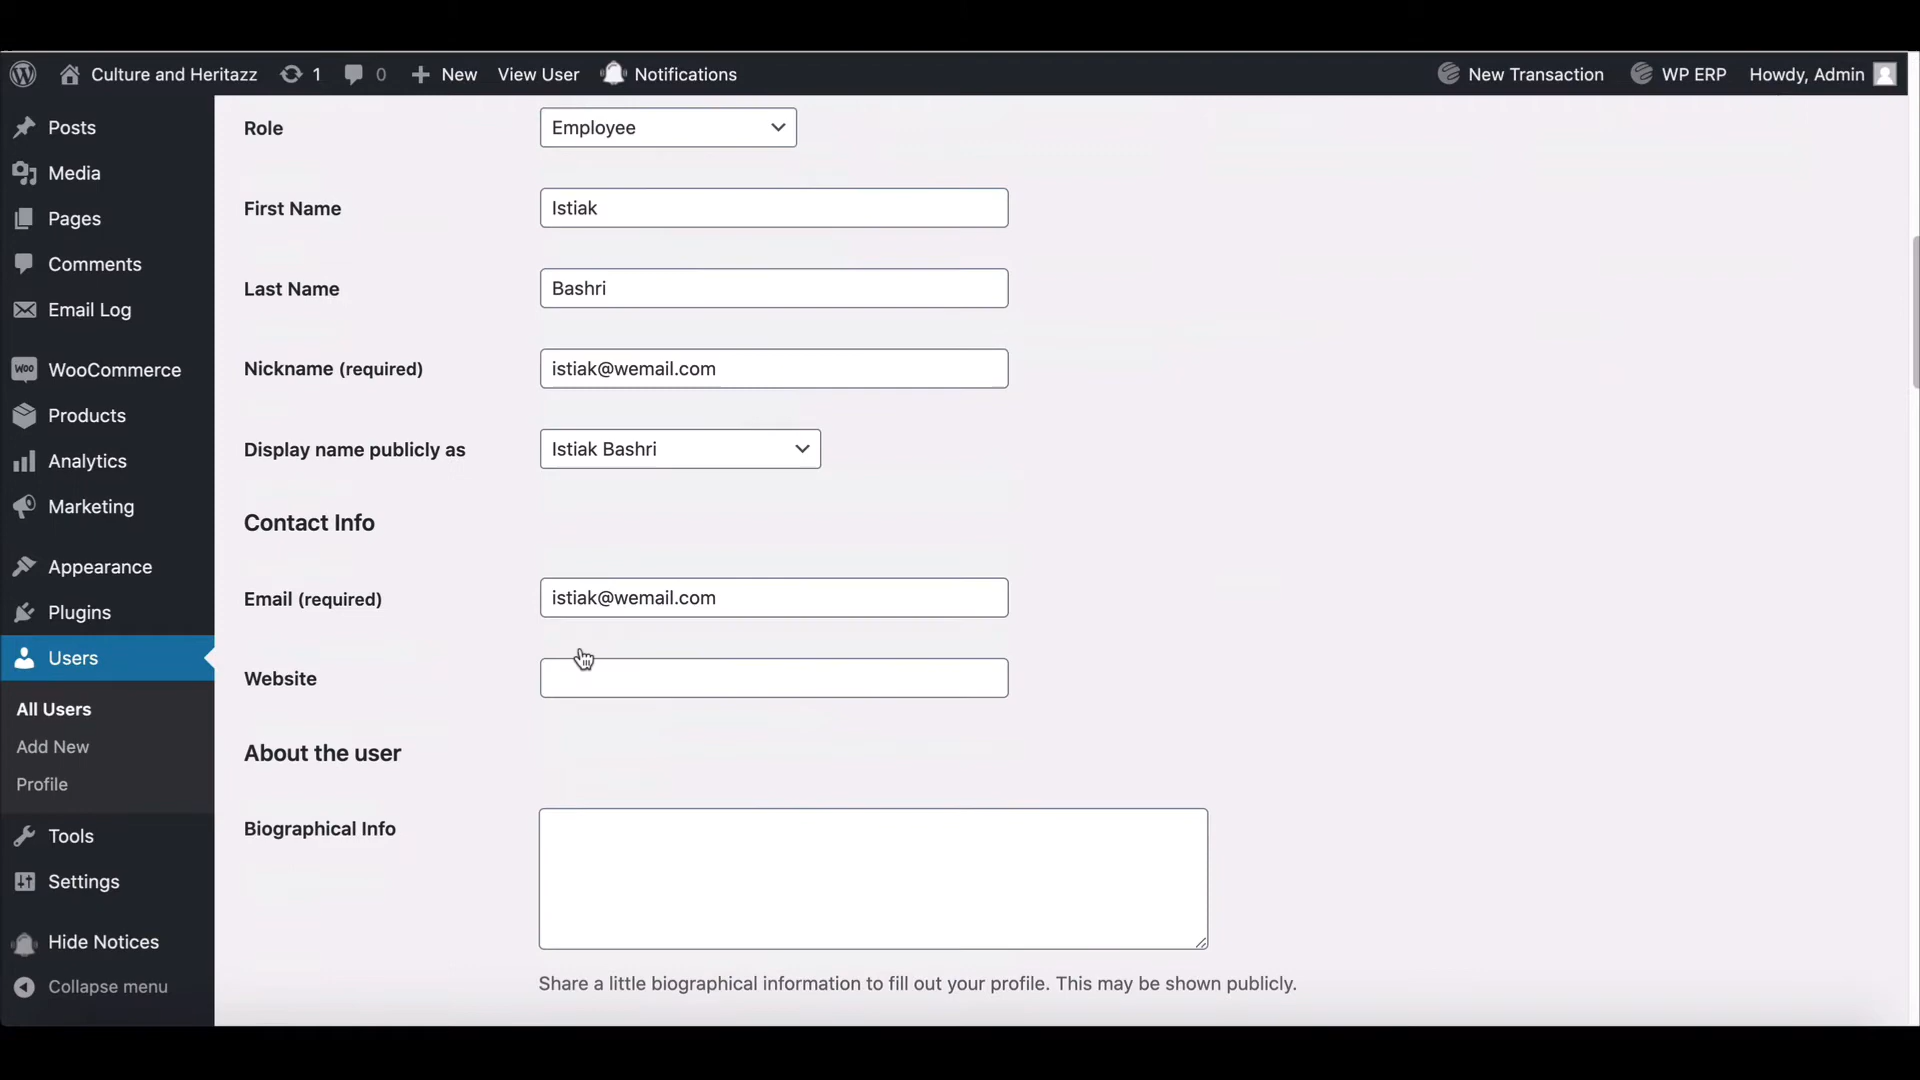 Culture and Heritazz 1 0 New View User Notifications New Transaction WP ERP Howdy, Admin
Posts
Media
Pages
Comments
Email Log
WOO WooCommerce
Products
Analytics
Marketing
Appearance
Plugins
Users
All Users
Add New
Profile
Tools
Settings
Hide Notices
Collapse menu
Role Employee
First Name Istiak
Last Name Bashri
Nickname (required) istiak@wemail.com
Display name publicly as Istiak Bashri
Contact Info
Email (required) istiak@wemail.com
Website
About the user
Biographical Info
Share a little biographical information to fill out your profile. This may be shown publicly.